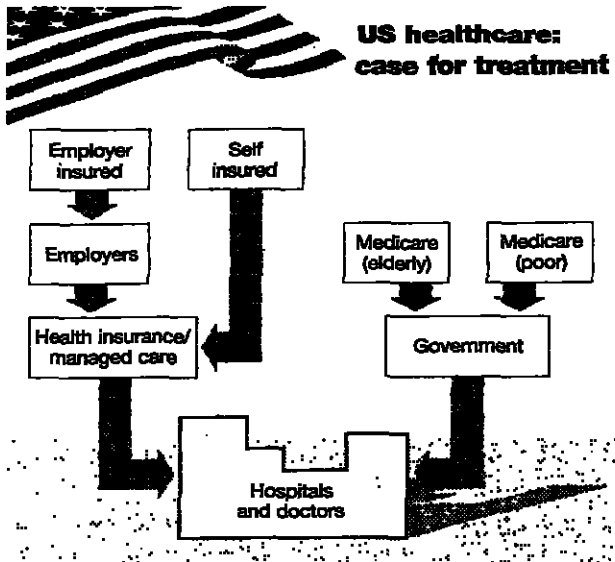 US healthcare:
case for treatment
Employer
insured
Self
insured
Employers
Medicare
(elderly)
Medicare
(poor)
Health insurance/
managed care
Government
Hospitals
and doctors